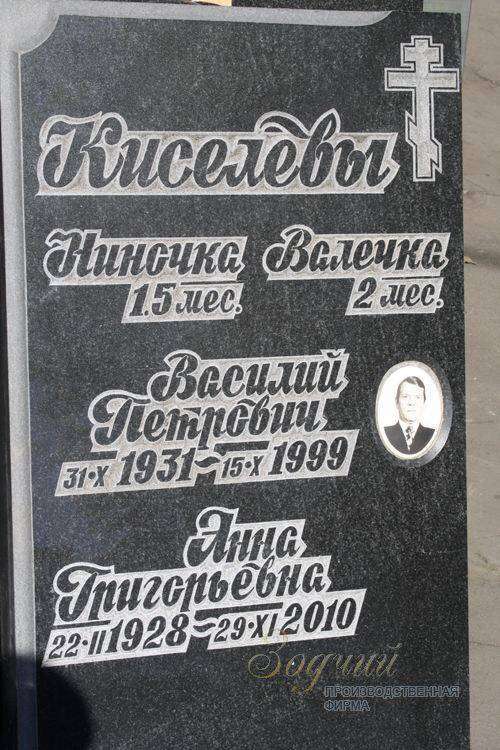 Киселёвы
Ниночка Валечка
1.5 мес. 2 мес.
Василий
Петрович
31·X 1931~15·X 1999
Анна
Григорьевна
22·II 1928~29·XI 2010
Зодчий
ПРОИЗВОДСТВЕННАЯ
ФИРМА